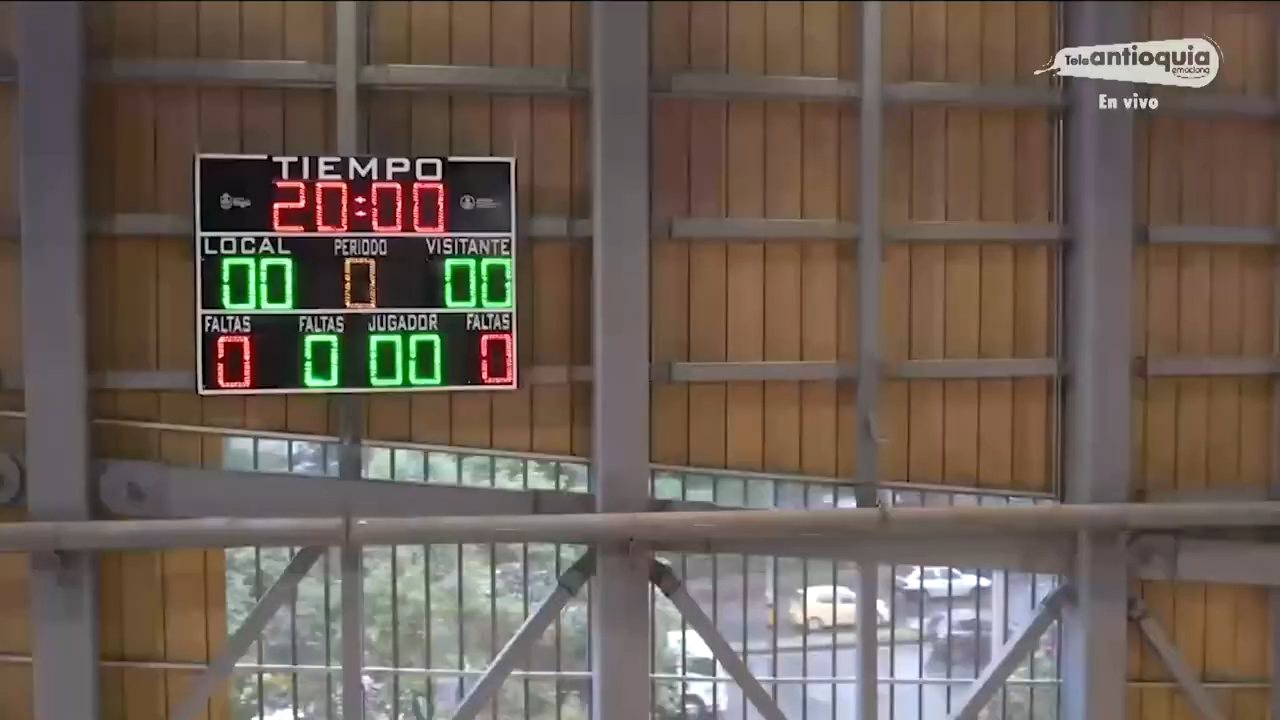 Teleantioquia
emociona
En vivo
TIEMPO
20:00
LOCAL PERIODO VISITANTE
00 0 00
FALTAS FALTAS JUGADOR FALTAS
0 0 00 0